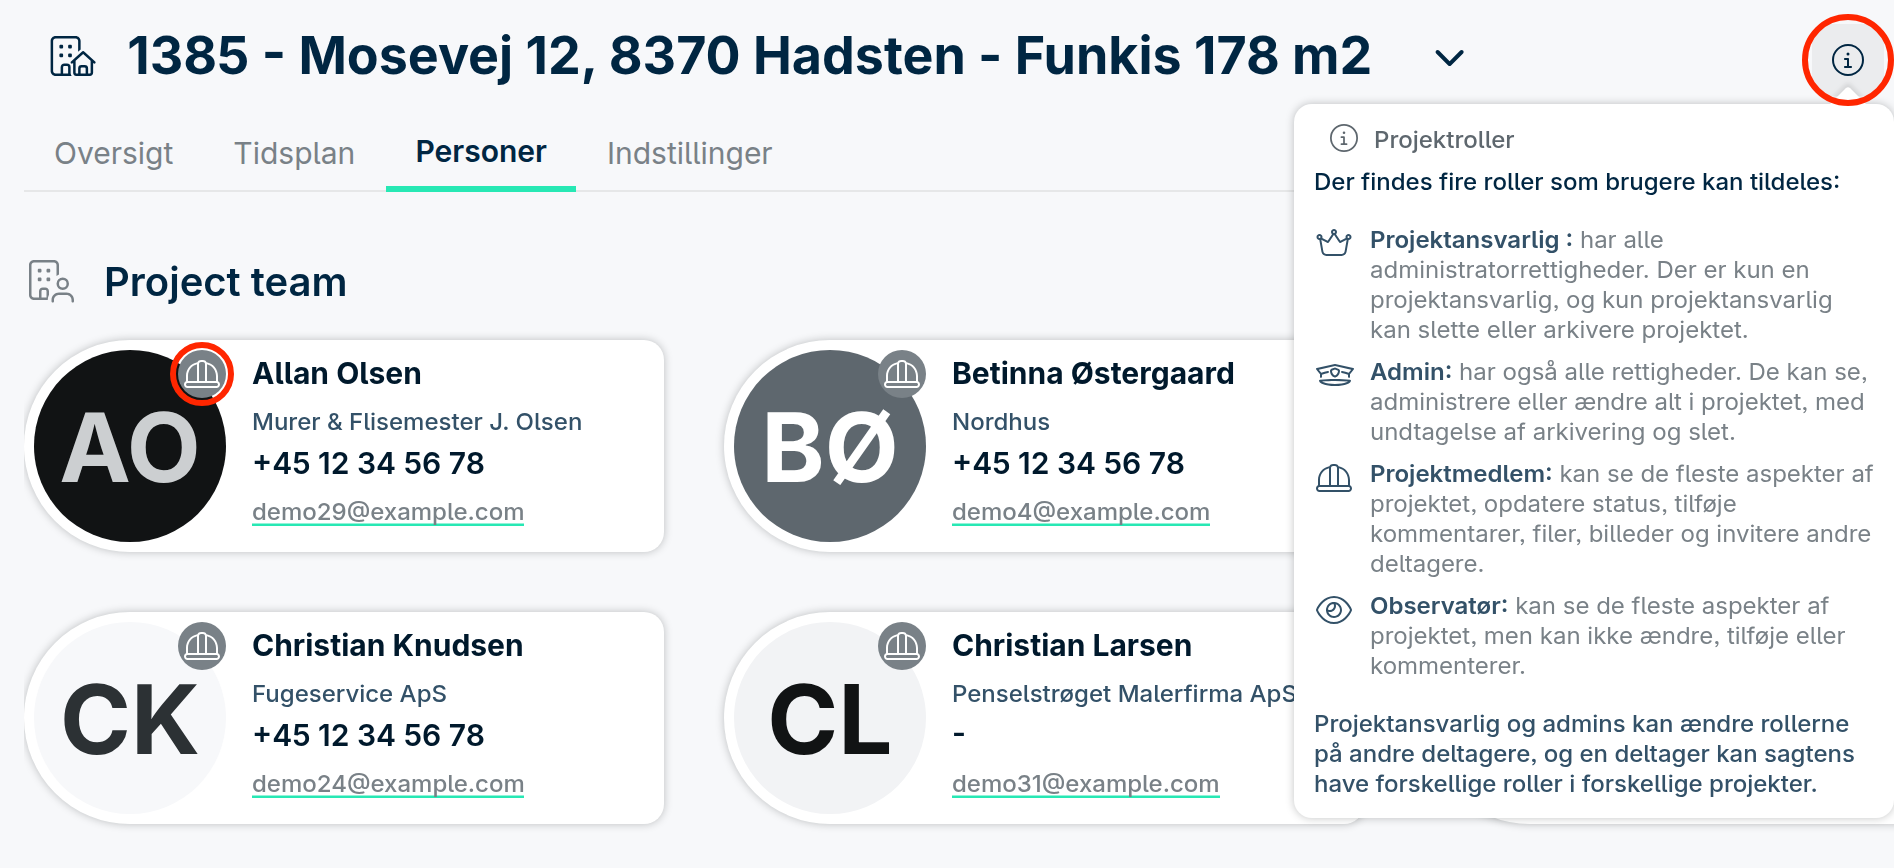 1385 - Mosevej 12, 8370 Hadsten - Funkis 178 m2
Oversigt
Tidsplan
Personer
Indstillinger
Project team
AO
Allan Olsen
Murer & Flisemester J. Olsen
+45 12 34 56 78
demo29@example.com
BØ
Betinna Østergaard
Nordhus
+45 12 34 56 78
demo4@example.com
CK
Christian Knudsen
Fugeservice ApS
+45 12 34 56 78
demo24@example.com
CL
Christian Larsen
Penselstrøget Malerfirma ApS
-
demo31@example.com
Projektroller
Der findes fire roller som brugere kan tildeles:
Projektansvarlig : har alle
administratorrettigheder. Der er kun en
projektansvarlig, og kun projektansvarlig
kan slette eller arkivere projektet.
Admin: har også alle rettigheder. De kan se,
administrere eller ændre alt i projektet, med
undtagelse af arkivering og slet.
Projektmedlem: kan se de fleste aspekter af
projektet, opdatere status, tilføje
kommentarer, filer, billeder og invitere andre
deltagere.
Observatør: kan se de fleste aspekter af
projektet, men kan ikke ændre, tilføje eller
kommenterer.
Projektansvarlig og admins kan ændre rollerne
på andre deltagere, og en deltager kan sagtens
have forskellige roller i forskellige projekter.